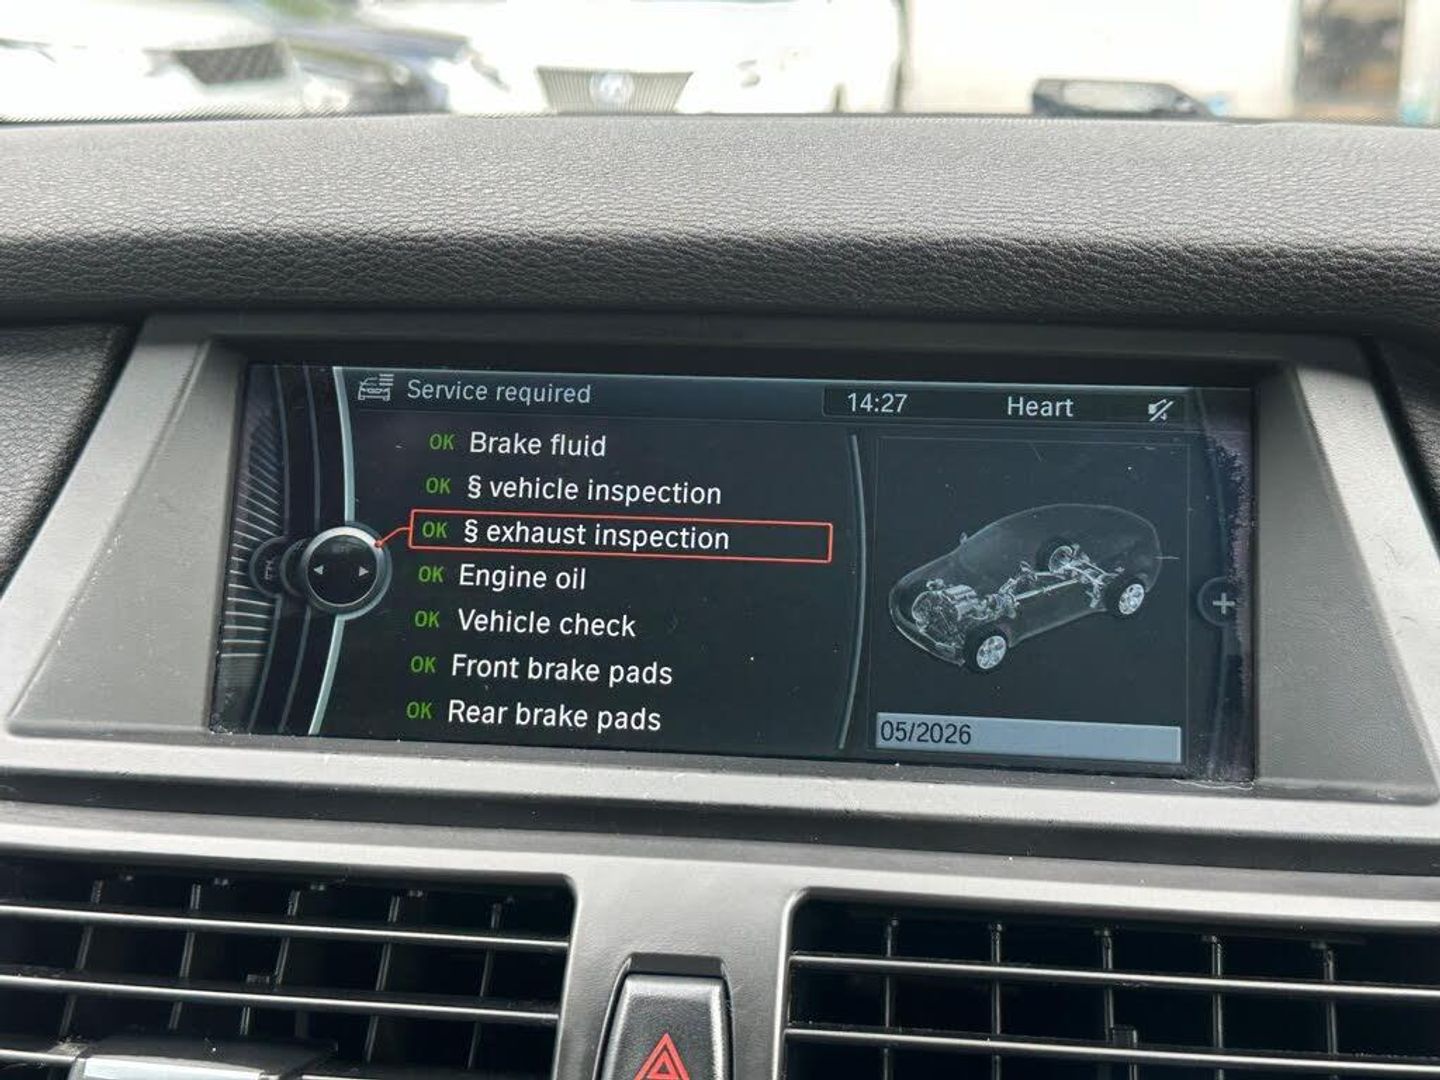 Service required
14:27
Heart
OK Brake fluid
OK § vehicle inspection
OK § exhaust inspection
OK Engine oil
OK Vehicle check
OK Front brake pads
OK Rear brake pads
05/2026